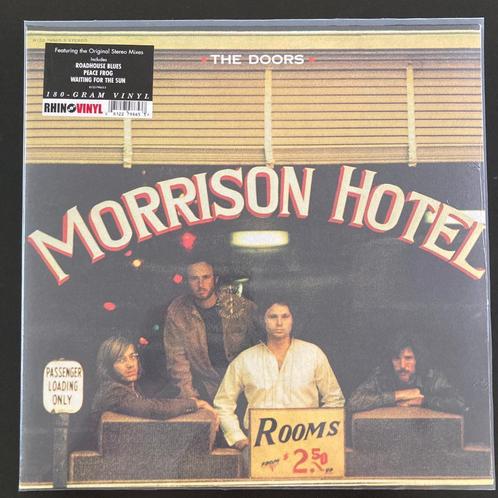 Featuring the Original Stereo Mixes
Includes
ROADHOUSE BLUES
PEACE FROG
WAITING FOR THE SUN
180-GRAM VINYL
RHINO VINYL
THE DOORS
MORRISON HOTEL
PASSENGER
LOADING
ONLY
ROOMS
FROM $2.50 UP